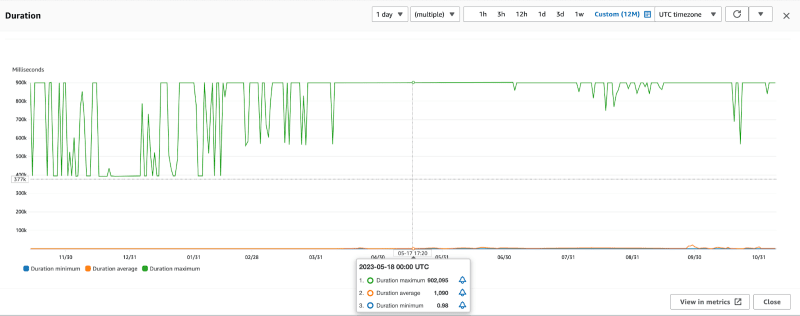 Duration
1 day (multiple) 1h 3h 12h 1d 3d 1w Custom (12M) UTC timezone
Milliseconds
900k
800k
700k
600k
500k
400k
377k
300k
200k
100k
11/30 12/31 01/31 02/28 03/31 04/30 05/31 06/30 07/31 08/31 09/30 10/31
05-17 17:20
Duration minimum Duration average Duration maximum
2023-05-18 00:00 UTC
1. Duration maximum 902,095
2. Duration average 1,090
3. Duration minimum 0.98
View in metrics Close